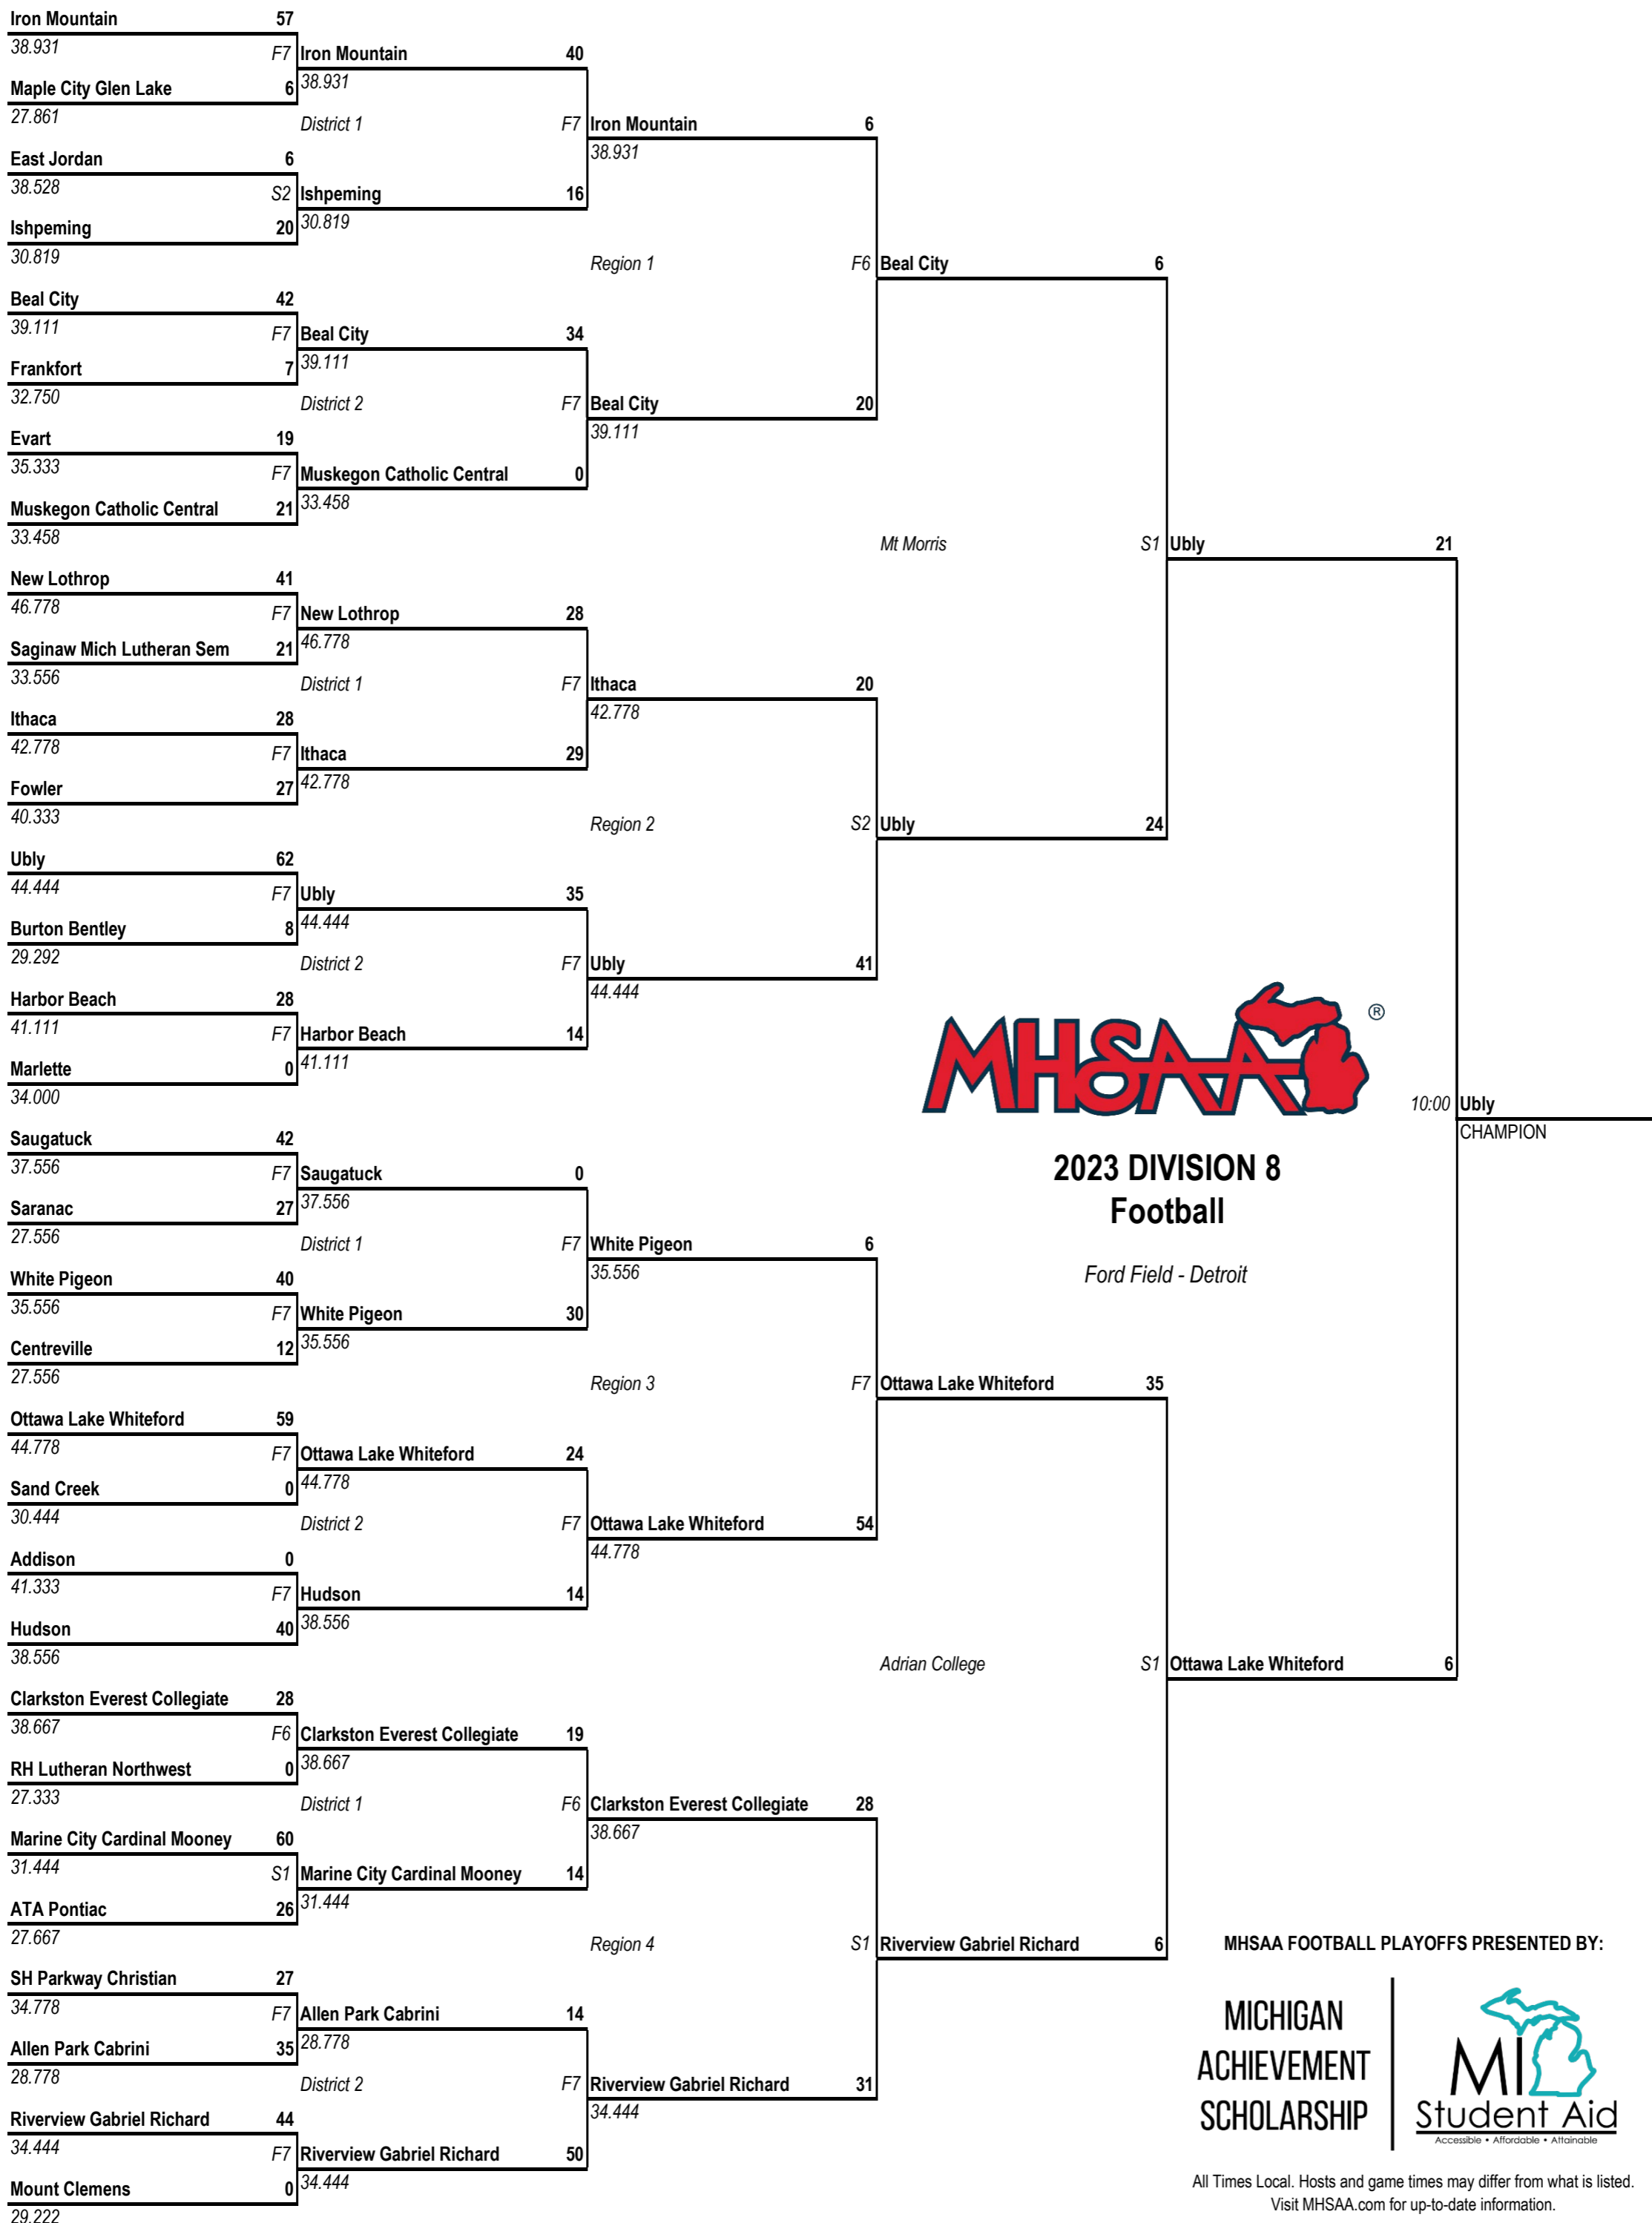 Iron Mountain 57
38.931
Maple City Glen Lake 6
27.861
East Jordan 6
38.528
Ishpeming 20
30.819
Beal City 42
39.111
Frankfort 7
32.750
Evart 19
35.333
Muskegon Catholic Central 21
33.458
New Lothrop 41
46.778
Saginaw Mich Lutheran Sem 21
33.556
Ithaca 28
42.778
Fowler 27
40.333
Ubly 62
44.444
Burton Bentley 8
29.292
Harbor Beach 28
41.111
Marlette 0
34.000
Saugatuck 42
37.556
Saranac 27
27.556
White Pigeon 40
35.556
Centreville 12
27.556
Ottawa Lake Whiteford 59
44.778
Sand Creek 0
30.444
Addison 0
41.333
Hudson 40
38.556
Clarkston Everest Collegiate 28
38.667
RH Lutheran Northwest 0
27.333
Marine City Cardinal Mooney 60
31.444
ATA Pontiac 26
27.667
SH Parkway Christian 27
34.778
Allen Park Cabrini 35
28.778
Riverview Gabriel Richard 44
34.444
Mount Clemens 0
29.222
F7 Iron Mountain 40
38.931
District 1
S2 Ishpeming 16
30.819
F7 Beal City 34
39.111
District 2
F7 Muskegon Catholic Central 0
33.458
F7 New Lothrop 28
46.778
District 1
F7 Ithaca 29
42.778
F7 Ubly 35
44.444
District 2
F7 Harbor Beach 14
41.111
F7 Saugatuck 0
37.556
District 1
F7 White Pigeon 30
35.556
F7 Ottawa Lake Whiteford 24
44.778
District 2
F7 Hudson 14
38.556
F6 Clarkston Everest Collegiate 19
38.667
District 1
S1 Marine City Cardinal Mooney 14
31.444
F7 Allen Park Cabrini 14
28.778
District 2
F7 Riverview Gabriel Richard 50
34.444
F7 Iron Mountain 6
38.931
Region 1
F7 Beal City 20
39.111
F7 Ithaca 20
42.778
Region 2
F7 Ubly 41
44.444
F7 White Pigeon 6
35.556
Region 3
F7 Ottawa Lake Whiteford 54
44.778
F6 Clarkston Everest Collegiate 28
38.667
Region 4
F7 Riverview Gabriel Richard 31
34.444
F6 Beal City 6
Mt Morris
S2 Ubly 24
F7 Ottawa Lake Whiteford 35
Adrian College
S1 Riverview Gabriel Richard 6
S1 Ubly 21
S1 Ottawa Lake Whiteford 6
10:00 Ubly
CHAMPION
MHSAA ®
2023 DIVISION 8
Football
Ford Field - Detroit
MHSAA FOOTBALL PLAYOFFS PRESENTED BY:
MICHIGAN
ACHIEVEMENT
SCHOLARSHIP
MI
Student Aid
Accessible • Affordable • Attainable
All Times Local. Hosts and game times may differ from what is listed.
Visit MHSAA.com for up-to-date information.